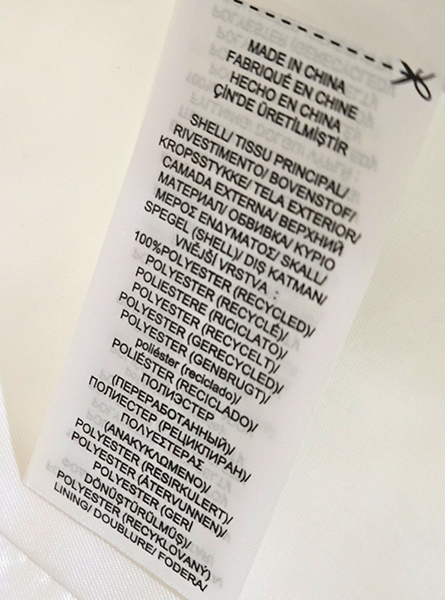 MADE IN CHINA
FABRIQUÉ EN CHINE
HECHO EN CHINA
ÇİN'DE ÜRETİLMİŞTİR
SHELL/ TISSU PRINCIPAL/
RIVESTIMENTO/ BOVENSTOF/
KROPSSTYKKE/ TELA EXTERIOR/
CAMADA EXTERNA/ ВЕРХНИЙ
МАТЕРИАЛ/ ОБВИВКА/ ΚΥΡΙΟ
ΜΕΡΟΣ ΕΝΔΥΜΑΤΟΣ/ SKALL/
SPEGEL (SHELL)/ DIŞ KATMAN/
VNĚJŠÍ VRSTVA :
100%POLYESTER (RECYCLED)/
POLYESTER (RECYCLÉ)/
POLIESTERE (RICICLATO)/
POLYESTER (RECYCELT)/
POLYESTER (GERECYCLED)/
POLYESTER (GENBRUGT)/
poliéster (reciclado)/
POLIÉSTER (RECICLADO)/
ПОЛИЭСТЕР
(ПЕРЕРАБОТАННЫЙ)/
ПОЛИЕСТЕР (РЕЦИКЛИРАН)/
ΠΟΛΥΕΣΤΕΡΑΣ
(ΑΝΑΚΥΚΛΩΜΕΝΟ)/
POLYESTER (RESIRKULERT)/
POLYESTER (ÅTERVUNNEN)/
POLYESTER (GERİ
DÖNÜŞTÜRÜLMÜŞ)/
POLYESTER (RECYKLOVANÝ)
LINING/ DOUBLURE/ FODERA/